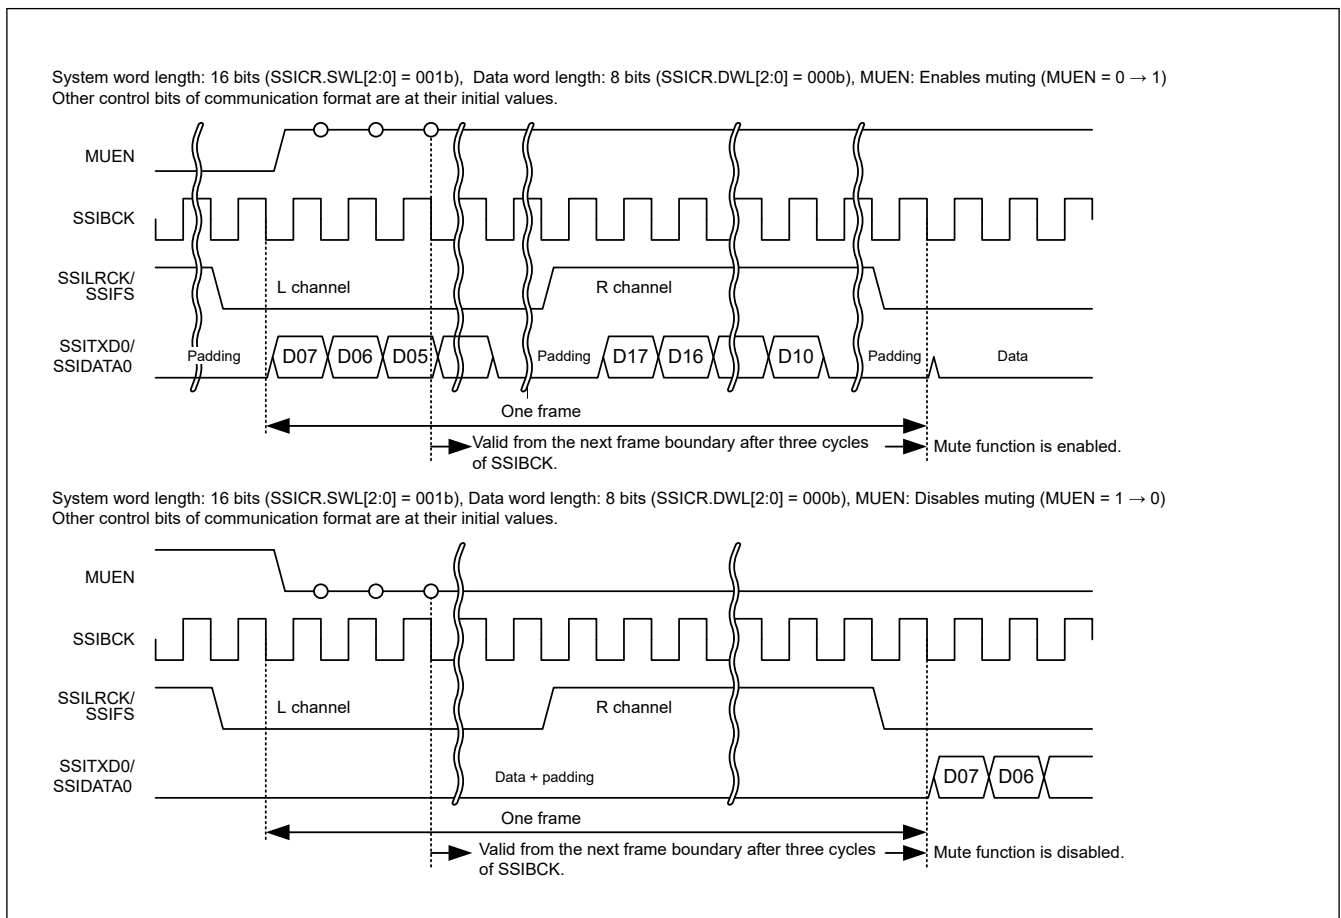 System word length: 16 bits (SSICR.SWL[2:0] = 001b), Data word length: 8 bits (SSICR.DWL[2:0] = 000b), MUEN: Enables muting (MUEN = 0 → 1)
Other control bits of communication format are at their initial values.
MUEN
SSIBCK
SSILRCK/
SSIFS
L channel
R channel
SSITXD0/
SSIDATA0
Padding
D07
D06
D05
Padding
D17
D16
D10
Padding
Data
One frame
Valid from the next frame boundary after three cycles
of SSIBCK.
Mute function is enabled.
System word length: 16 bits (SSICR.SWL[2:0] = 001b), Data word length: 8 bits (SSICR.DWL[2:0] = 000b), MUEN: Disables muting (MUEN = 1 → 0)
Other control bits of communication format are at their initial values.
MUEN
SSIBCK
SSILRCK/
SSIFS
L channel
R channel
SSITXD0/
SSIDATA0
Data + padding
D07
D06
One frame
Valid from the next frame boundary after three cycles
of SSIBCK.
Mute function is disabled.